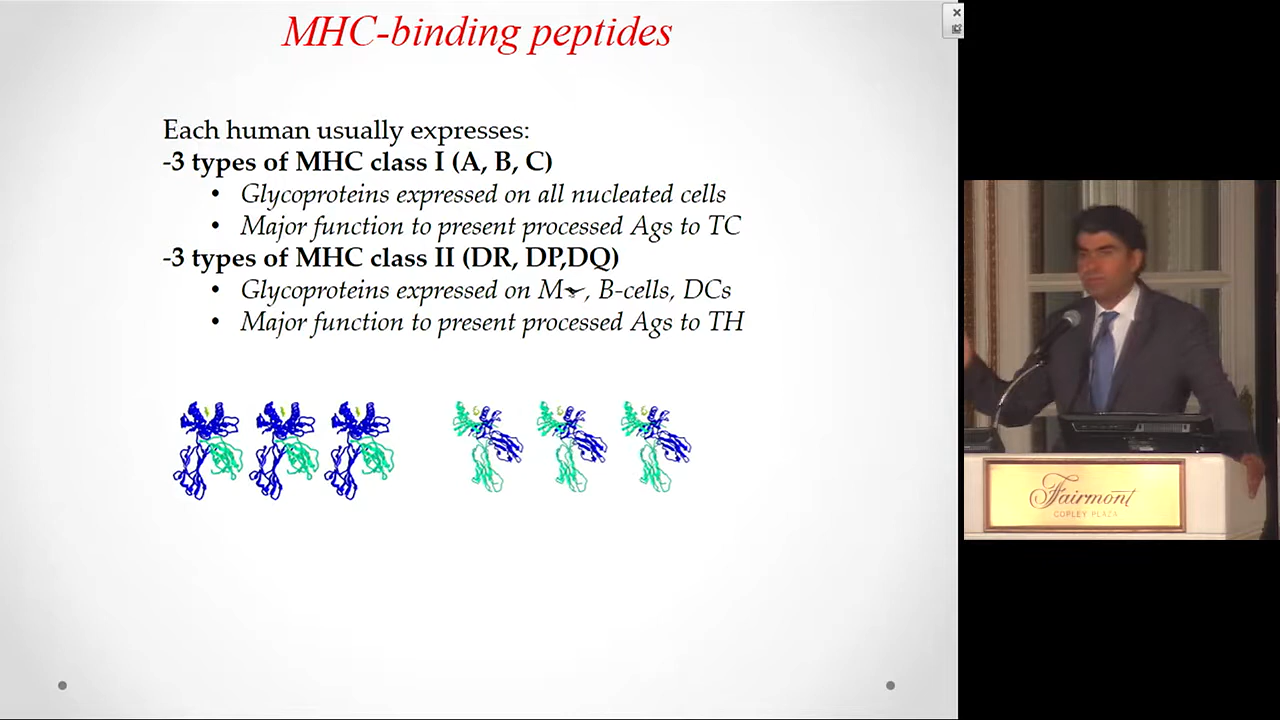 MHC-binding peptides
Each human usually expresses:
-3 types of MHC class I (A, B, C)
• Glycoproteins expressed on all nucleated cells
• Major function to present processed Ags to TC
-3 types of MHC class II (DR, DP,DQ)
• Glycoproteins expressed on M, B-cells, DCs
• Major function to present processed Ags to TH
Fairmont
COPLEY PLAZA